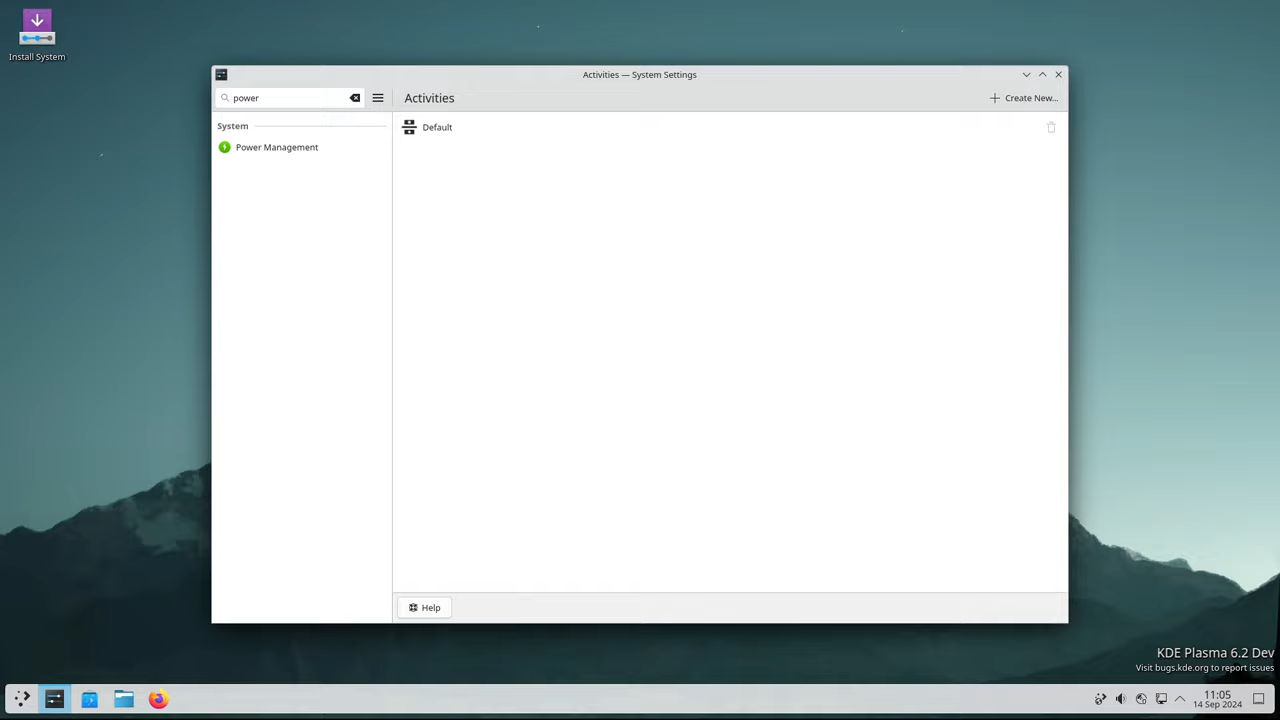 Install System
Activities — System Settings
power
Activities
Create New...
System
Default
Power Management
Help
KDE Plasma 6.2 Dev
Visit bugs.kde.org to report issues
11:05
14 Sep 2024